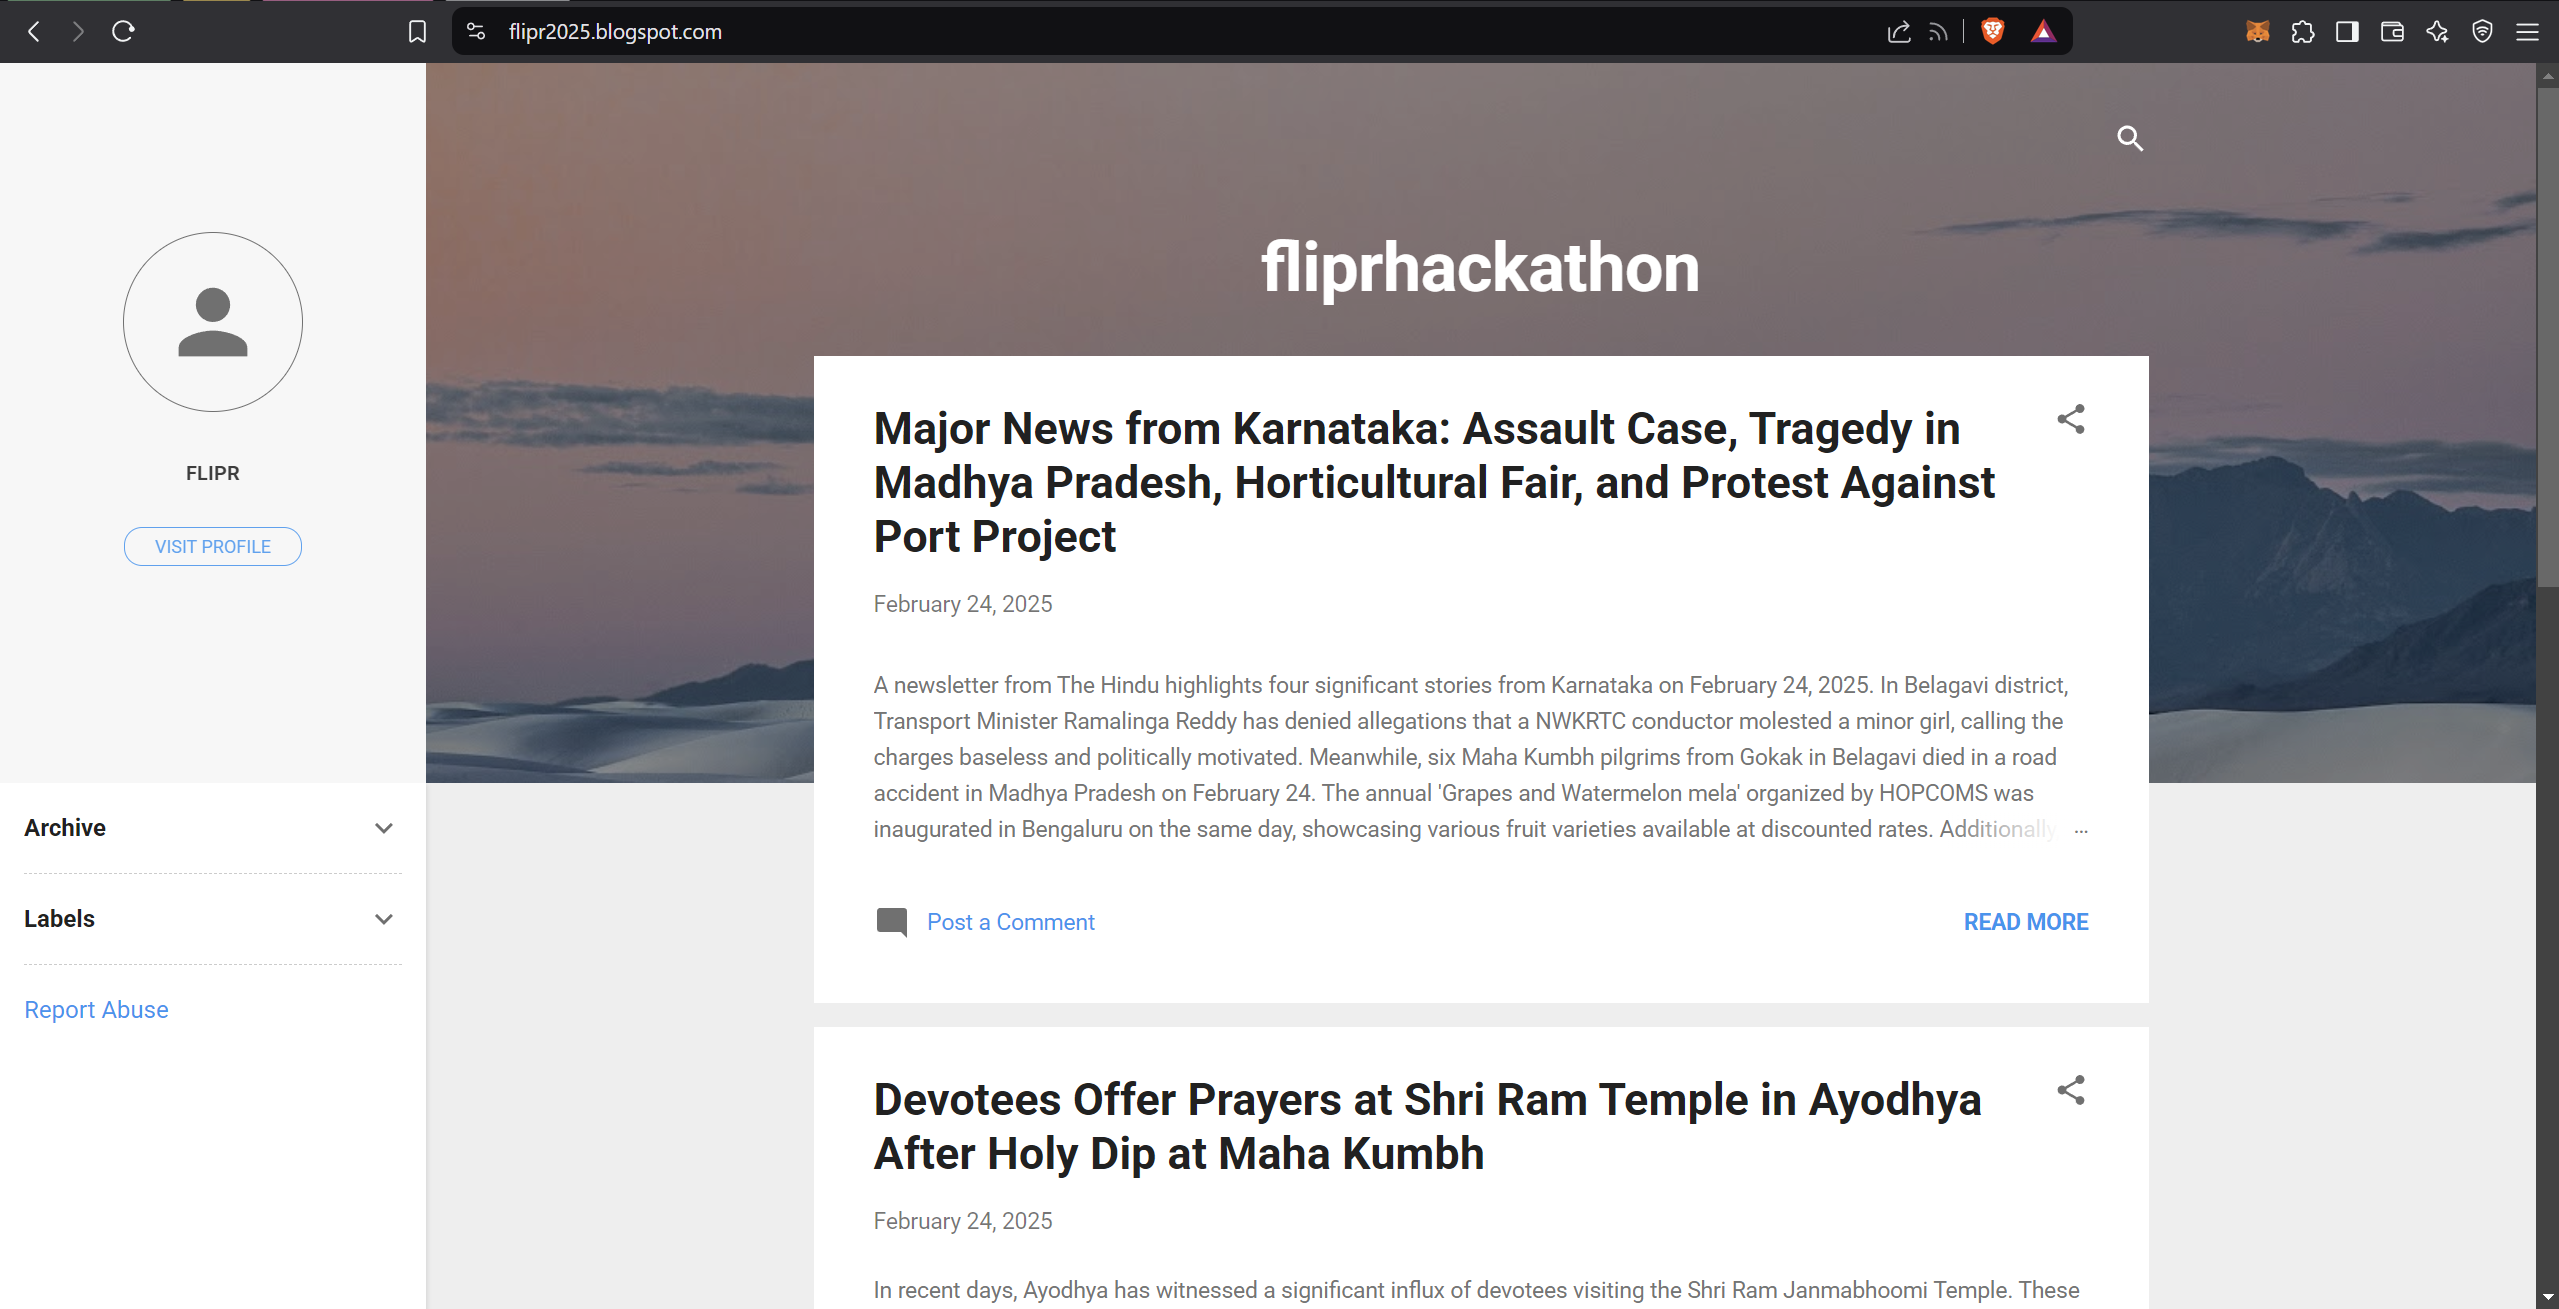 flipr2025.blogspot.com
FLIPR
VISIT PROFILE
Archive
Labels
Report Abuse
fliprhackathon
Major News from Karnataka: Assault Case, Tragedy in
Madhya Pradesh, Horticultural Fair, and Protest Against
Port Project
February 24, 2025
A newsletter from The Hindu highlights four significant stories from Karnataka on February 24, 2025. In Belagavi district,
Transport Minister Ramalinga Reddy has denied allegations that a NWKRTC conductor molested a minor girl, calling the
charges baseless and politically motivated. Meanwhile, six Maha Kumbh pilgrims from Gokak in Belagavi died in a road
accident in Madhya Pradesh on February 24. The annual 'Grapes and Watermelon mela' organized by HOPCOMS was
inaugurated in Bengaluru on the same day, showcasing various fruit varieties available at discounted rates. Additionally ...
Post a Comment
READ MORE
Devotees Offer Prayers at Shri Ram Temple in Ayodhya
After Holy Dip at Maha Kumbh
February 24, 2025
In recent days, Ayodhya has witnessed a significant influx of devotees visiting the Shri Ram Janmabhoomi Temple. These